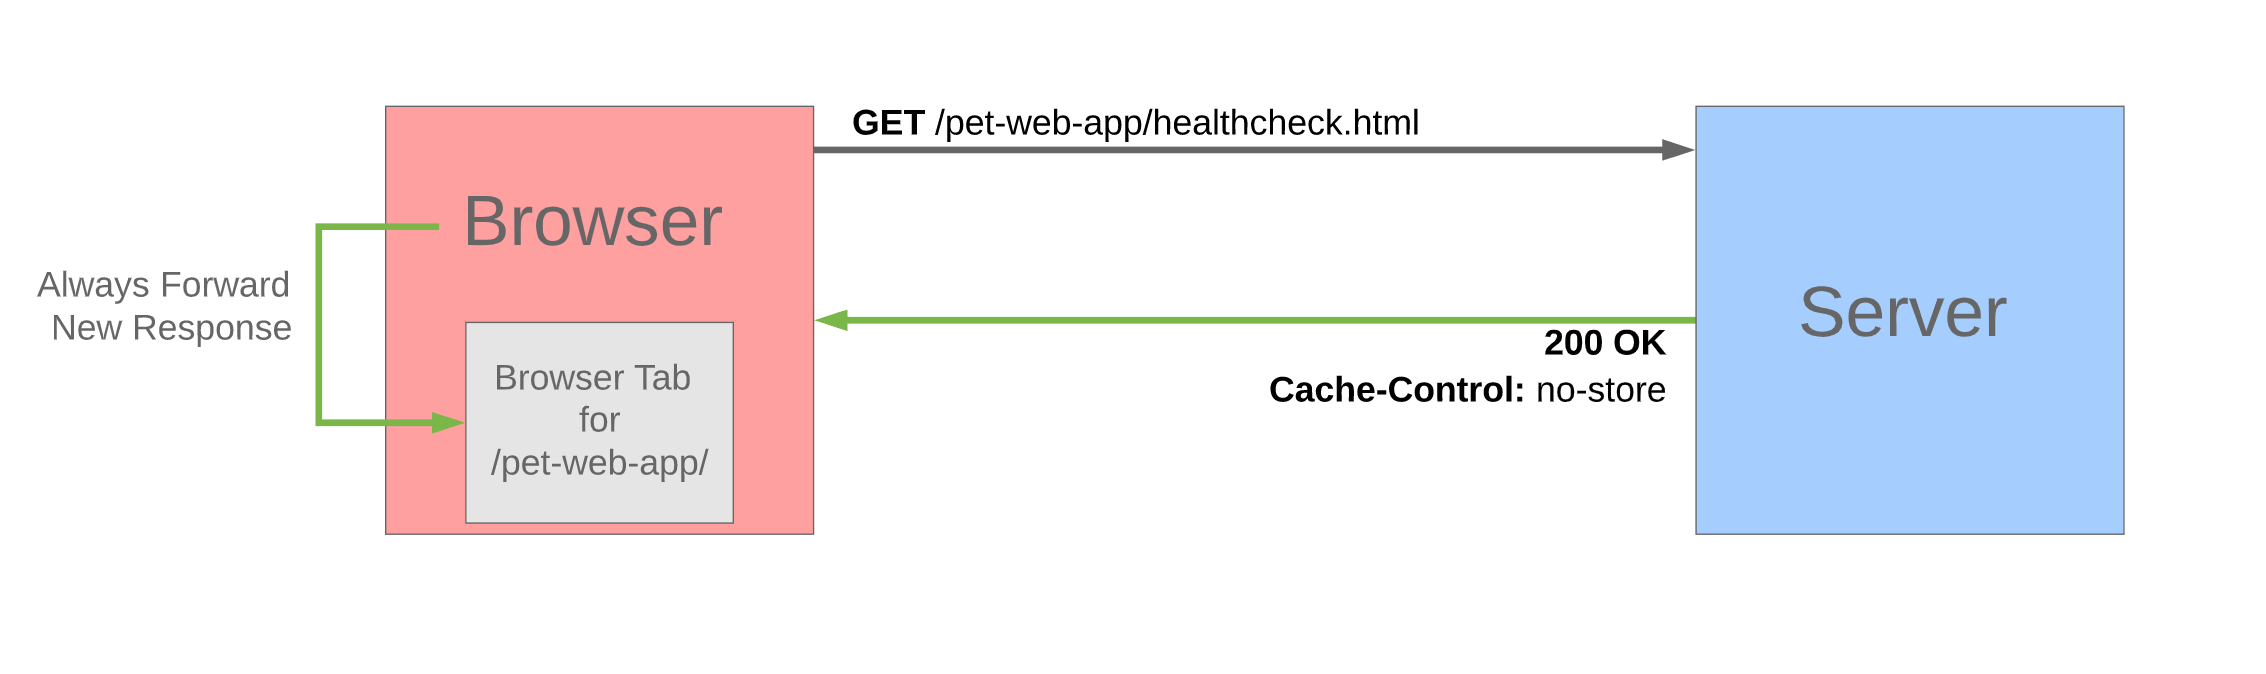 GET /pet-web-app/healthcheck.html
Browser
Always Forward
New Response
Server
200 OK
Cache-Control: no-store
Browser Tab
for
/pet-web-app/